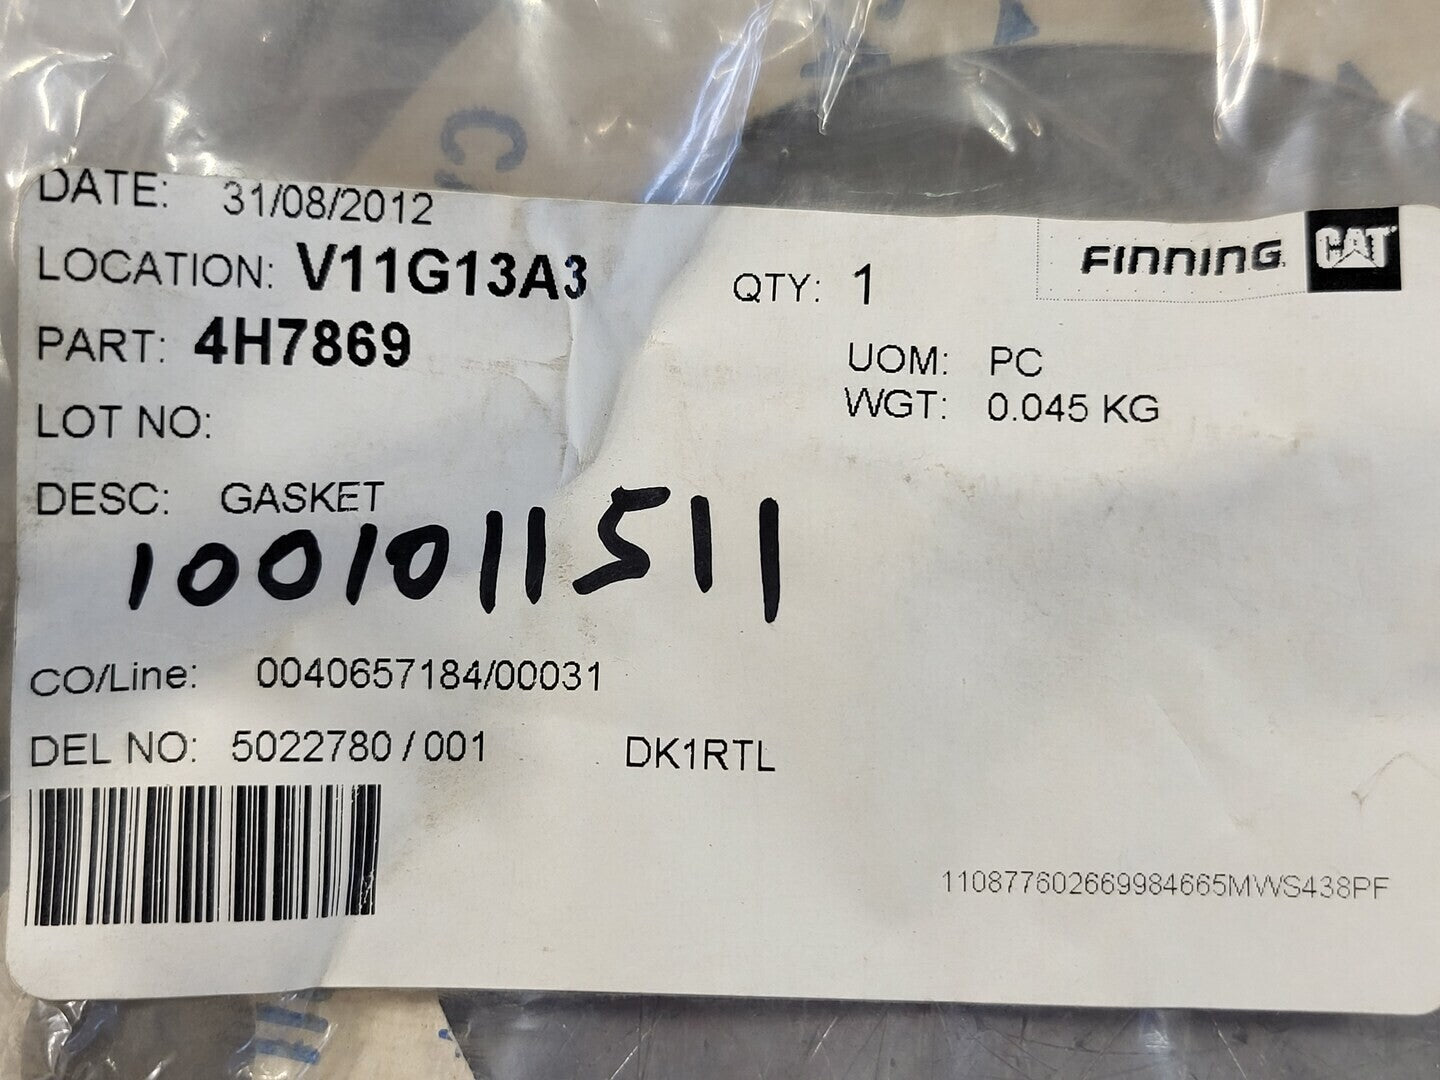 DATE: 31/08/2012
LOCATION: V11G13A3
QTY: 1
FINNING CAT
PART: 4H7869
UOM: PC
WGT: 0.045 KG
LOT NO:
DESC: GASKET
1001011511
CO/Line: 0040657184/00031
DEL NO: 5022780 / 001 DK1RTL
110877602669984665MWS438PF